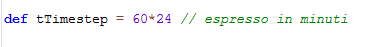 def tTimestep = 60*24 // espresso in minuti